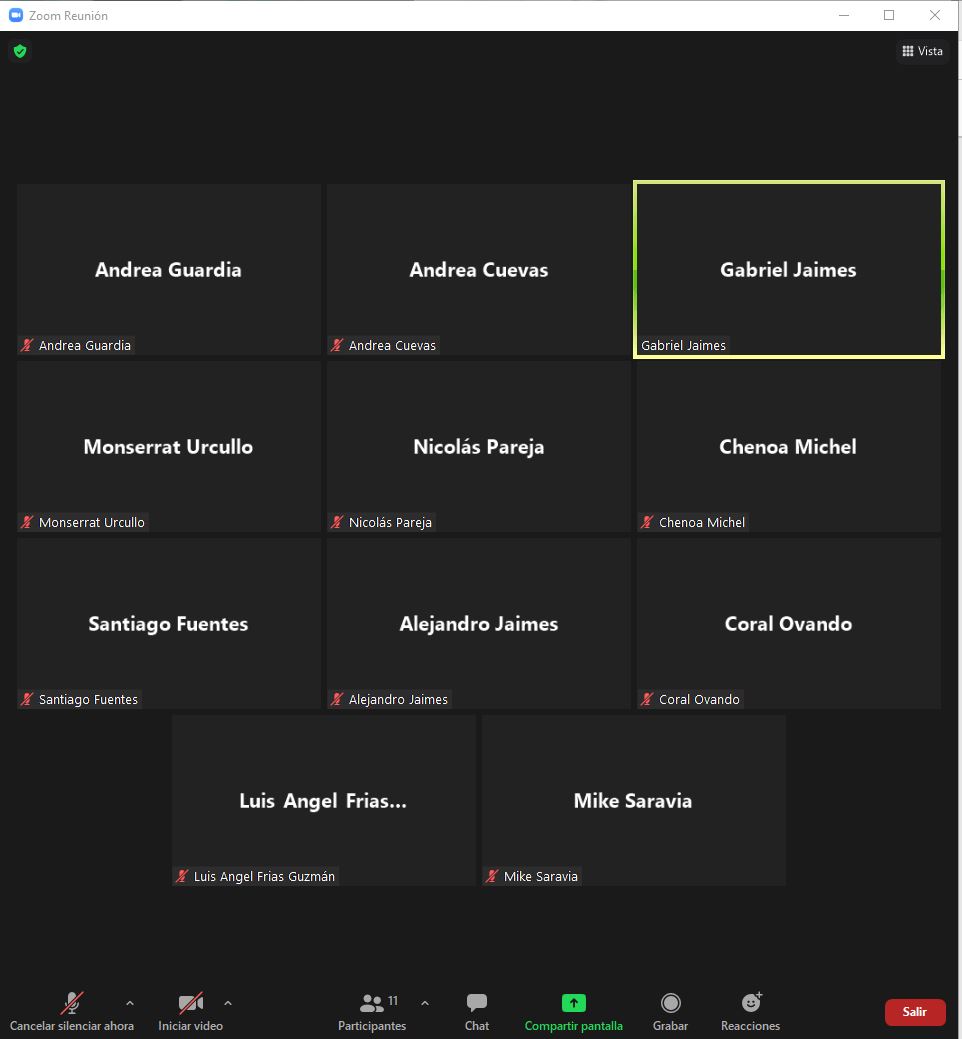 Zoom Reunión
Vista
Andrea Guardia
Andrea Cuevas
Gabriel Jaimes
Andrea Guardia
Andrea Cuevas
Gabriel Jaimes
Monserrat Urcullo
Nicolás Pareja
Chenoa Michel
Monserrat Urcullo
Nicolás Pareja
Chenoa Michel
Santiago Fuentes
Alejandro Jaimes
Coral Ovando
Santiago Fuentes
Alejandro Jaimes
Coral Ovando
Luis Angel Frias...
Mike Saravia
Luis Angel Frias Guzmán
Mike Saravia
11
Cancelar silenciar ahora
Iniciar video
Participantes
Chat
Compartir pantalla
Grabar
Reacciones
Salir